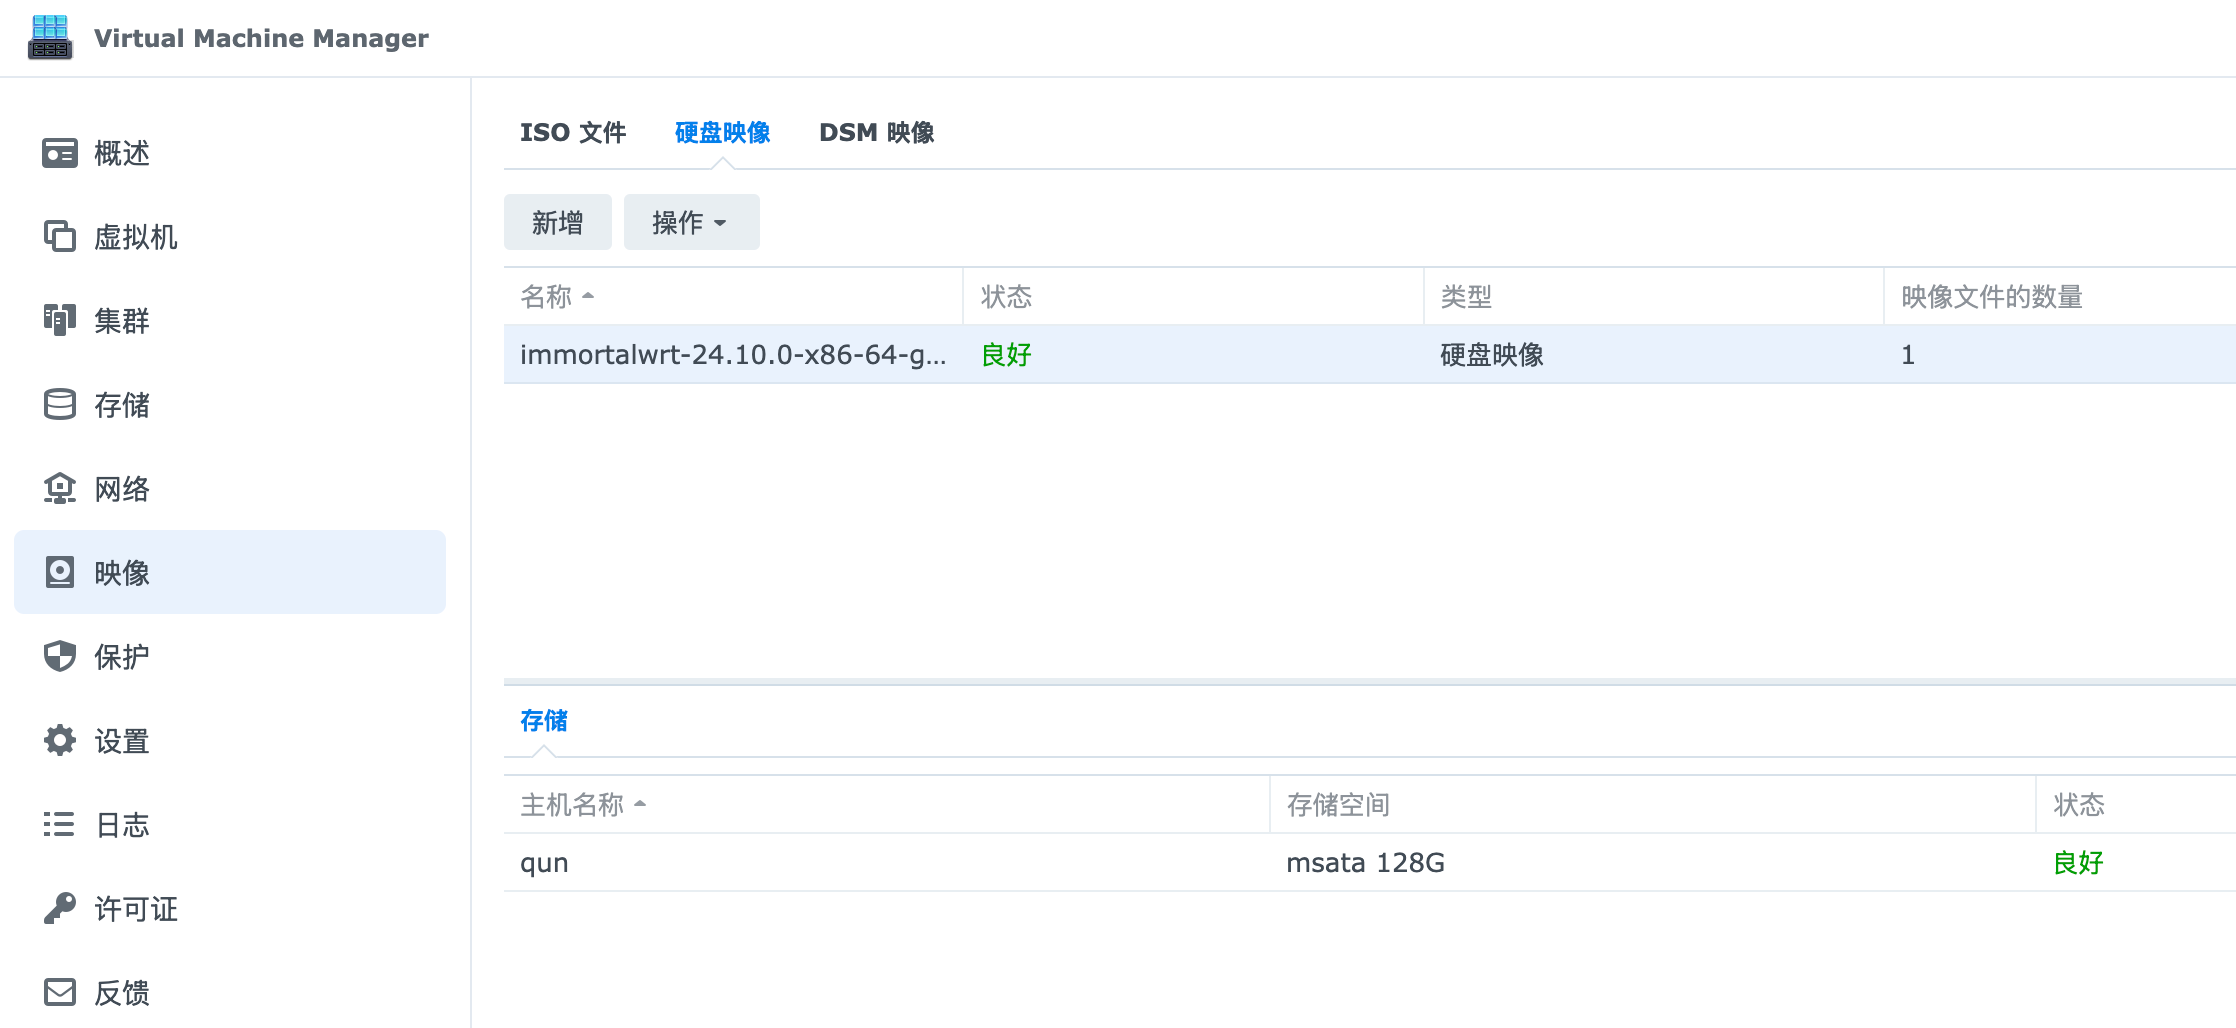 Virtual Machine Manager
概述
虚拟机
集群
存储
网络
映像
保护
设置
日志
许可证
反馈
ISO 文件 硬盘映像 DSM 映像
新增 操作
名称 状态 类型 映像文件的数量
immortalwrt-24.10.0-x86-64-g... 良好 硬盘映像 1
存储
主机名称 存储空间 状态
qun msata 128G 良好